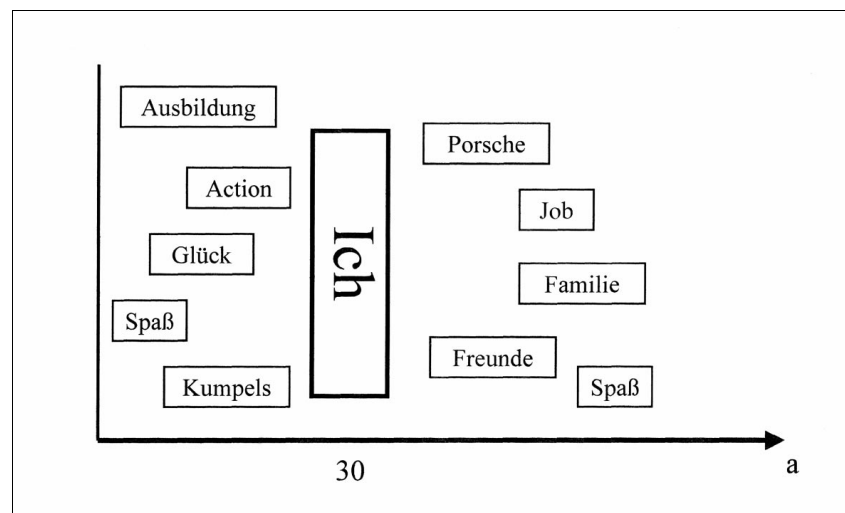 Ausbildung
Porsche
Action
Job
Glück
Ich
Familie
Spaß
Freunde
Kumpels
Spaß
30
a